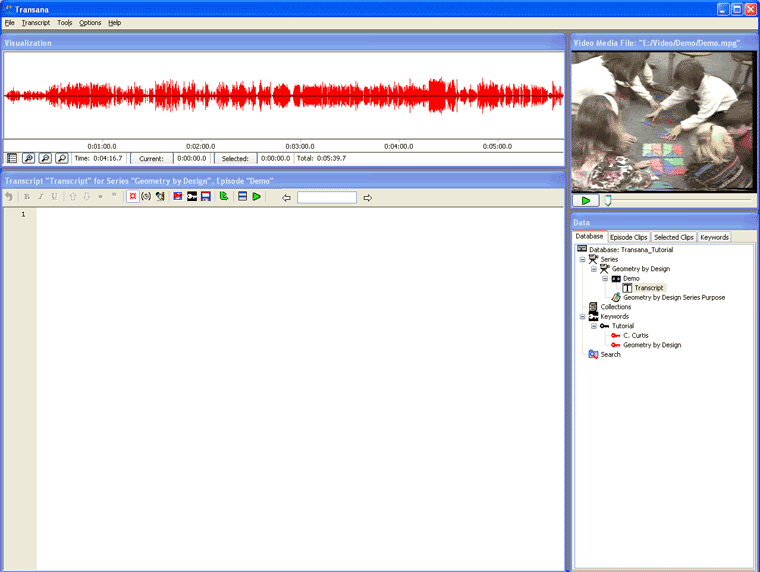 Transana
File Transcript Tools Options Help
Visualization
0:01:00.0 0:02:00.0 0:03:00.0 0:04:00.0 0:05:00.0
Time: 0:04:16.7 Current: 0:00:00.0 Selected: 0:00:00.0 Total: 0:05:39.7
Video Media File: "E:/Video/Demo/Demo.mpg"
Transcript "Transcript" for Series "Geometry by Design", Episode "Demo"
B I U
1
Data
Database Episode Clips Selected Clips Keywords
Database: Transana_Tutorial
Series
Geometry by Design
Demo
Transcript
Geometry by Design Series Purpose
Collections
Keywords
Tutorial
C. Curtis
Geometry by Design
Search